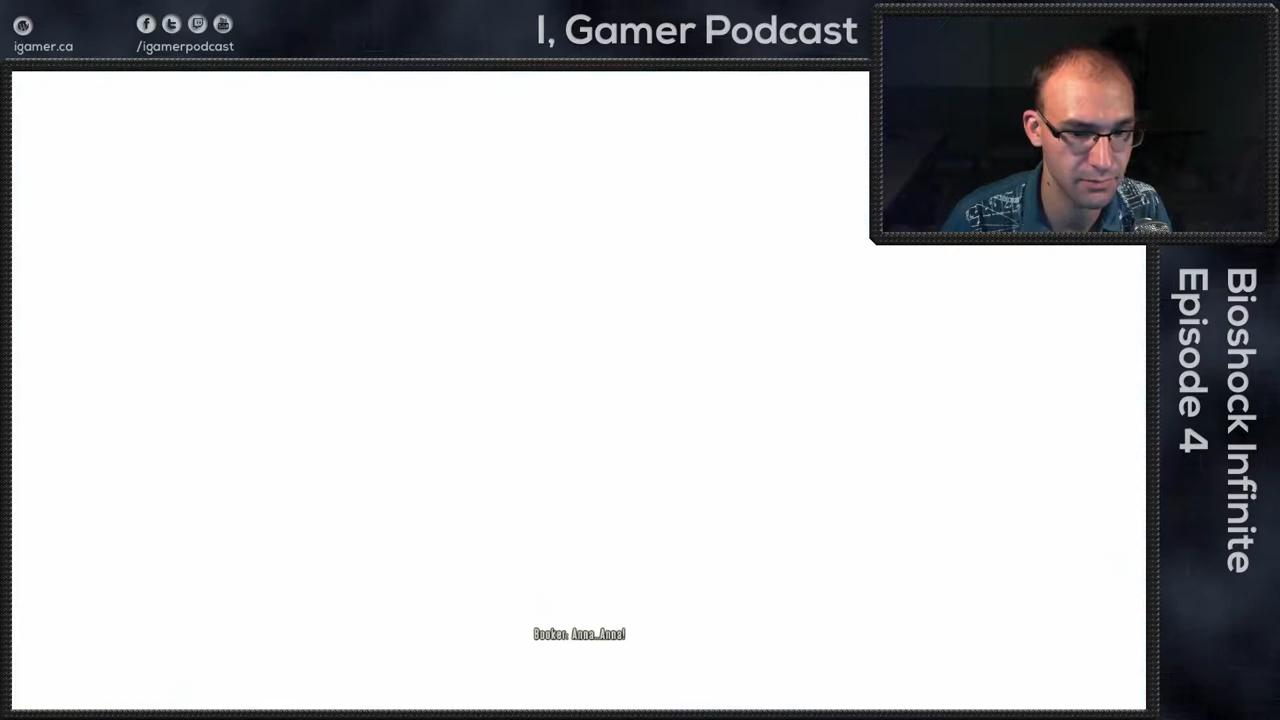 I, Gamer Podcast
igamer.ca
/igamerpodcast
Bioshock Infinite
Episode 4
Booker: Anna...Anna!